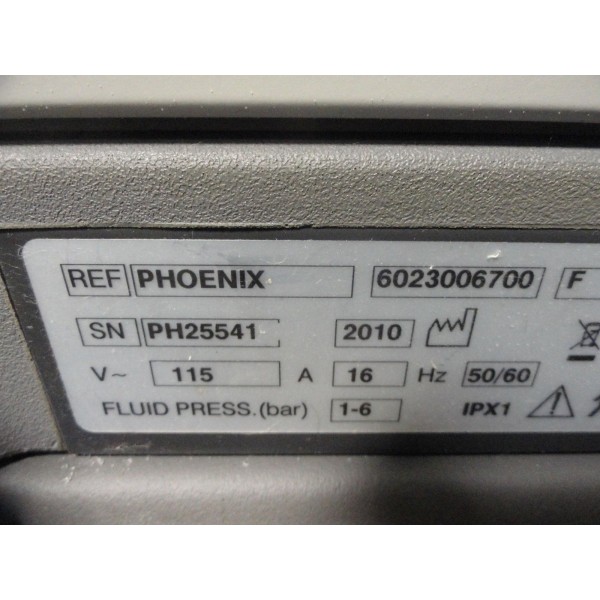 REF PHOENIX 6023006700 F
SN PH25541 2010
V~ 115 A 16 Hz 50/60
FLUID PRESS.(bar) 1-6 IPX1